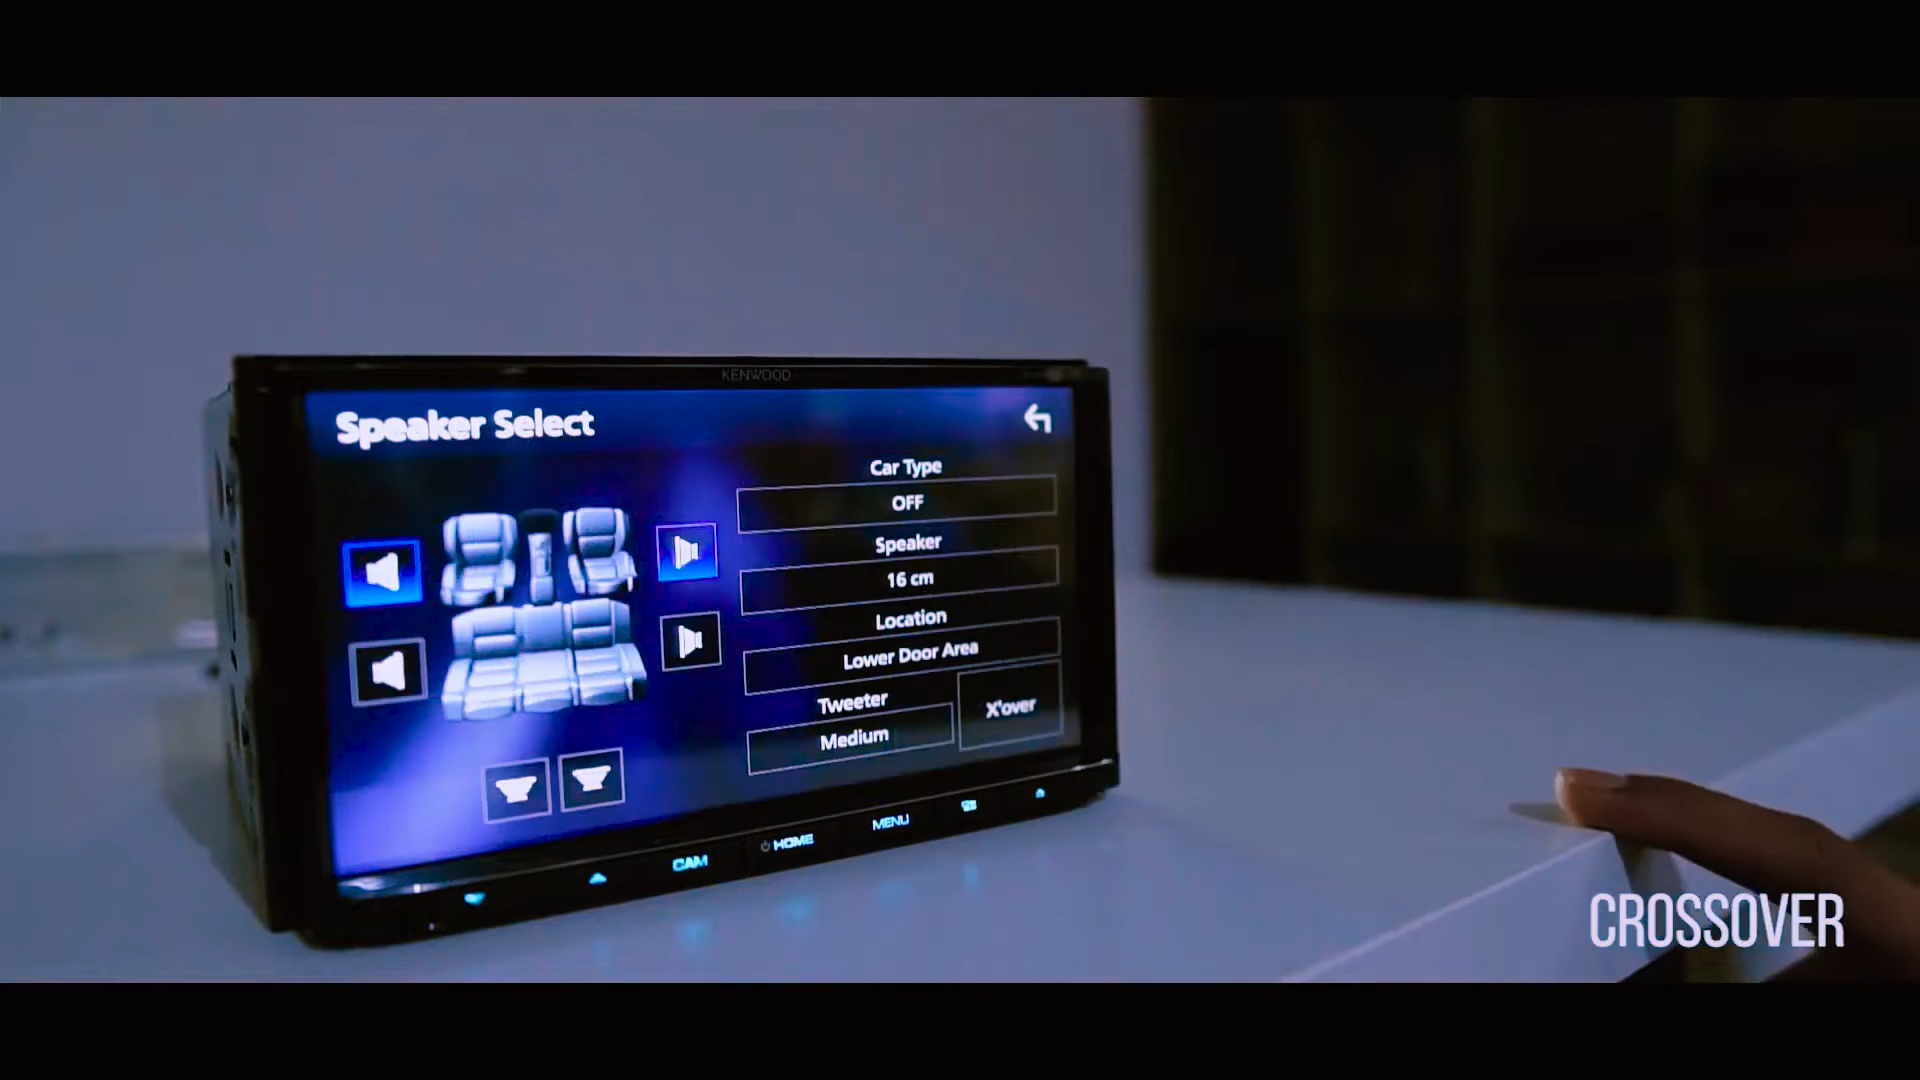 KENWOOD
Speaker Select
Car Type
OFF
Speaker
16 cm
Location
Lower Door Area
Tweeter
Medium
X'over
CAM
HOME
MENU
CROSSOVER